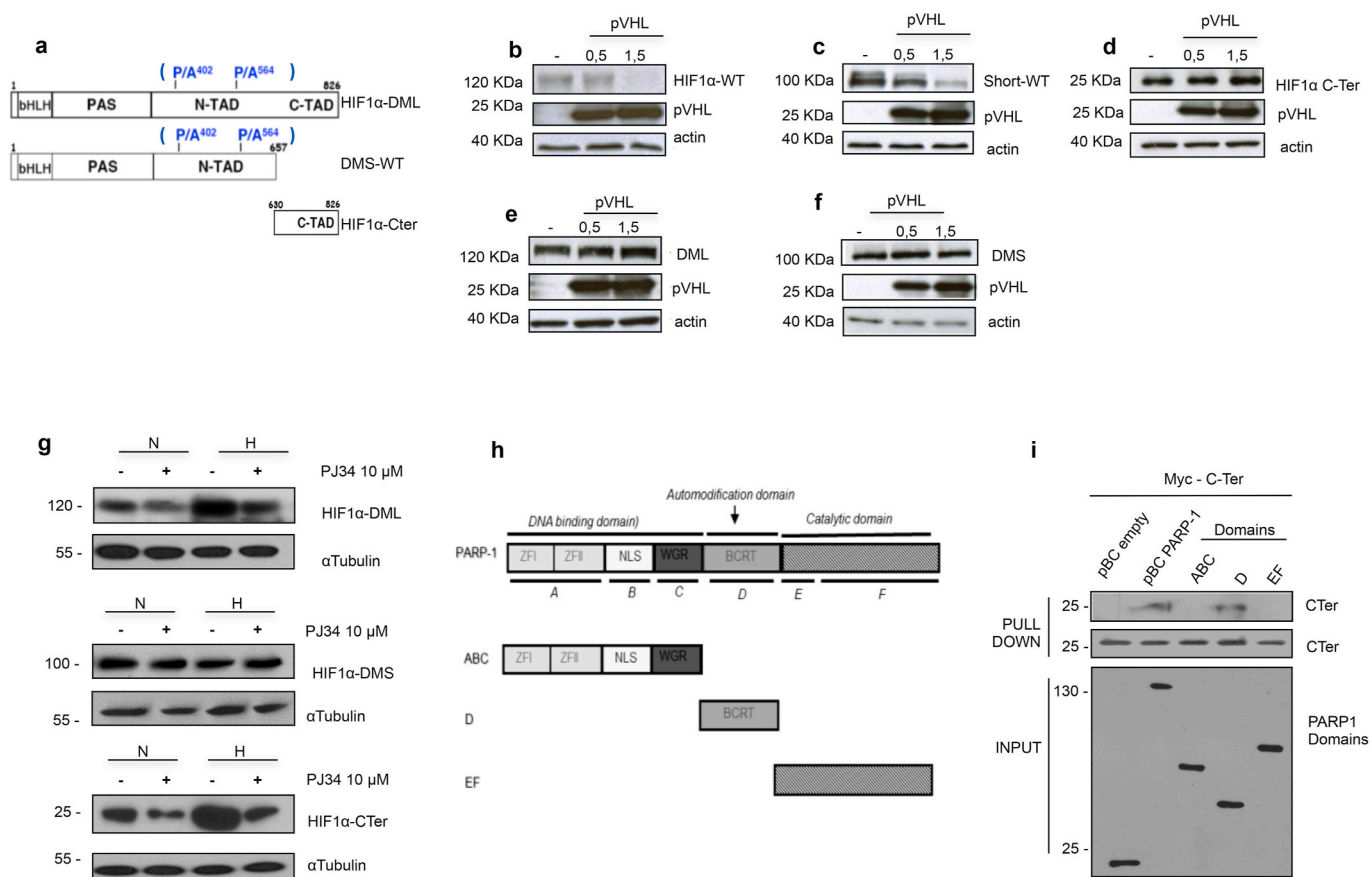 a
( P/A402 P/A564 )
1 826
bHLH PAS N-TAD C-TAD HIF1α-DML
( P/A402 P/A564 )
1 657
bHLH PAS N-TAD DMS-WT
630 826
C-TAD HIF1α-Cter
b
pVHL
- 0,5 1,5
120 KDa HIF1α-WT
25 KDa pVHL
40 KDa actin
c
pVHL
- 0,5 1,5
100 KDa Short-WT
25 KDa pVHL
40 KDa actin
d
pVHL
- 0,5 1,5
25 KDa HIF1α C-Ter
25 KDa pVHL
40 KDa actin
e
pVHL
- 0,5 1,5
120 KDa DML
25 KDa pVHL
40 KDa actin
f
pVHL
- 0,5 1,5
100 KDa DMS
25 KDa pVHL
40 KDa actin
g
N H
- + - + PJ34 10 µM
120 - HIF1α-DML
55 - αTubulin
N H
- + - + PJ34 10 µM
100 - HIF1α-DMS
55 - αTubulin
N H
- + - + PJ34 10 µM
25 - HIF1α-CTer
55 - αTubulin
h
Automodification domain
DNA binding domain) Catalytic domain
PARP-1 ZFI ZFII NLS WGR BCRT
A B C D E F
ABC ZFI ZFII NLS WGR
D BCRT
EF
i
Myc - C-Ter
pBC empty pBC PARP-1 Domains
ABC D EF
PULL DOWN
25 - CTer
25 - CTer
INPUT
130 -
25 -
PARP1
Domains